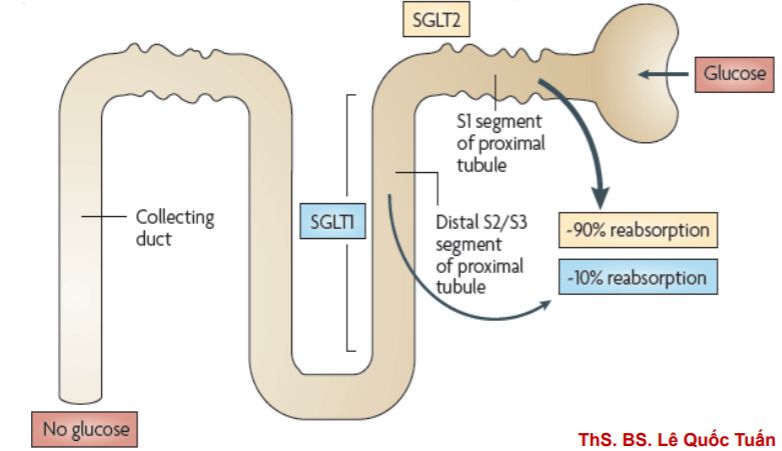 SGLT2
Glucose
S1 segment
of proximal
tubule
Collecting
duct
SGLT1
Distal S2/S3
segment
of proximal
tubule
-90% reabsorption
-10% reabsorption
No glucose
ThS. BS. Lê Quốc Tuấn